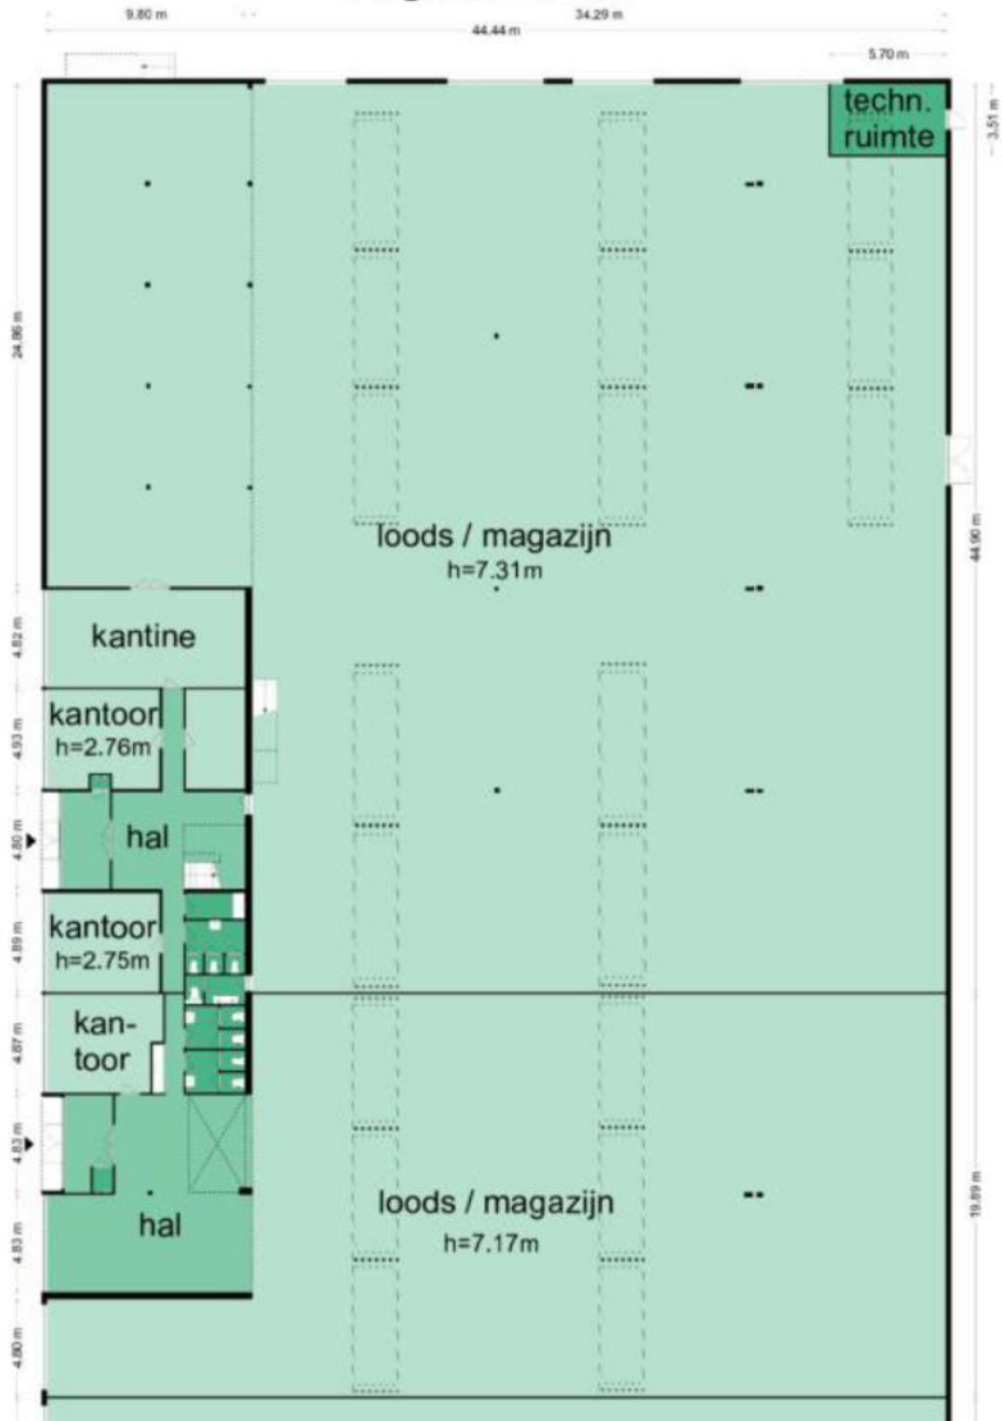 9.80 m
34.29 m
44.44 m
5.70 m
techn.
ruimte
3.51 m
24.86 m
44.90 m
loods / magazijn
h=7.31m
kantine
4.82 m
kantoor
h=2.76m
4.93 m
hal
4.80 m
kantoor
h=2.75m
4.89 m
kan-
toor
4.87 m
4.83 m
loods / magazijn
h=7.17m
19.89 m
hal
4.83 m
4.80 m